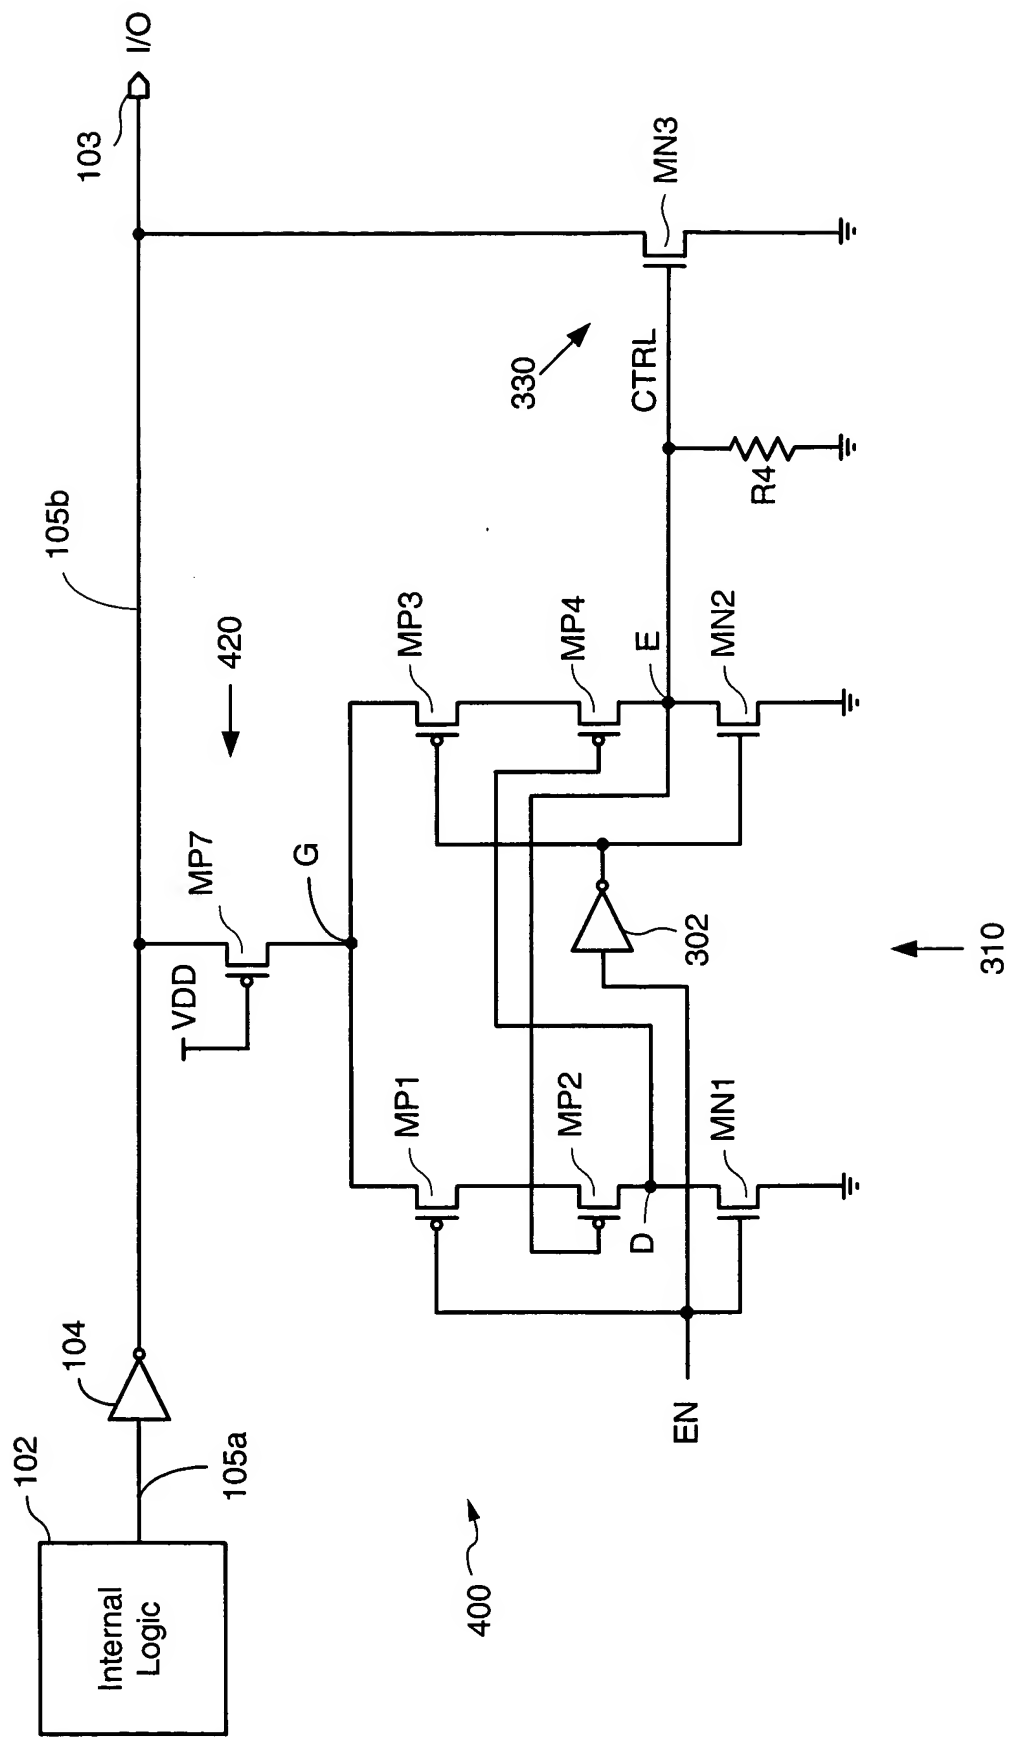 Internal
Logic
102
105a
104
105b
103
I/O
VDD
MP7
420
G
MP1
MP3
MP2
MP4
D
E
MN1
MN2
EN
302
CTRL
R4
330
MN3
400
310